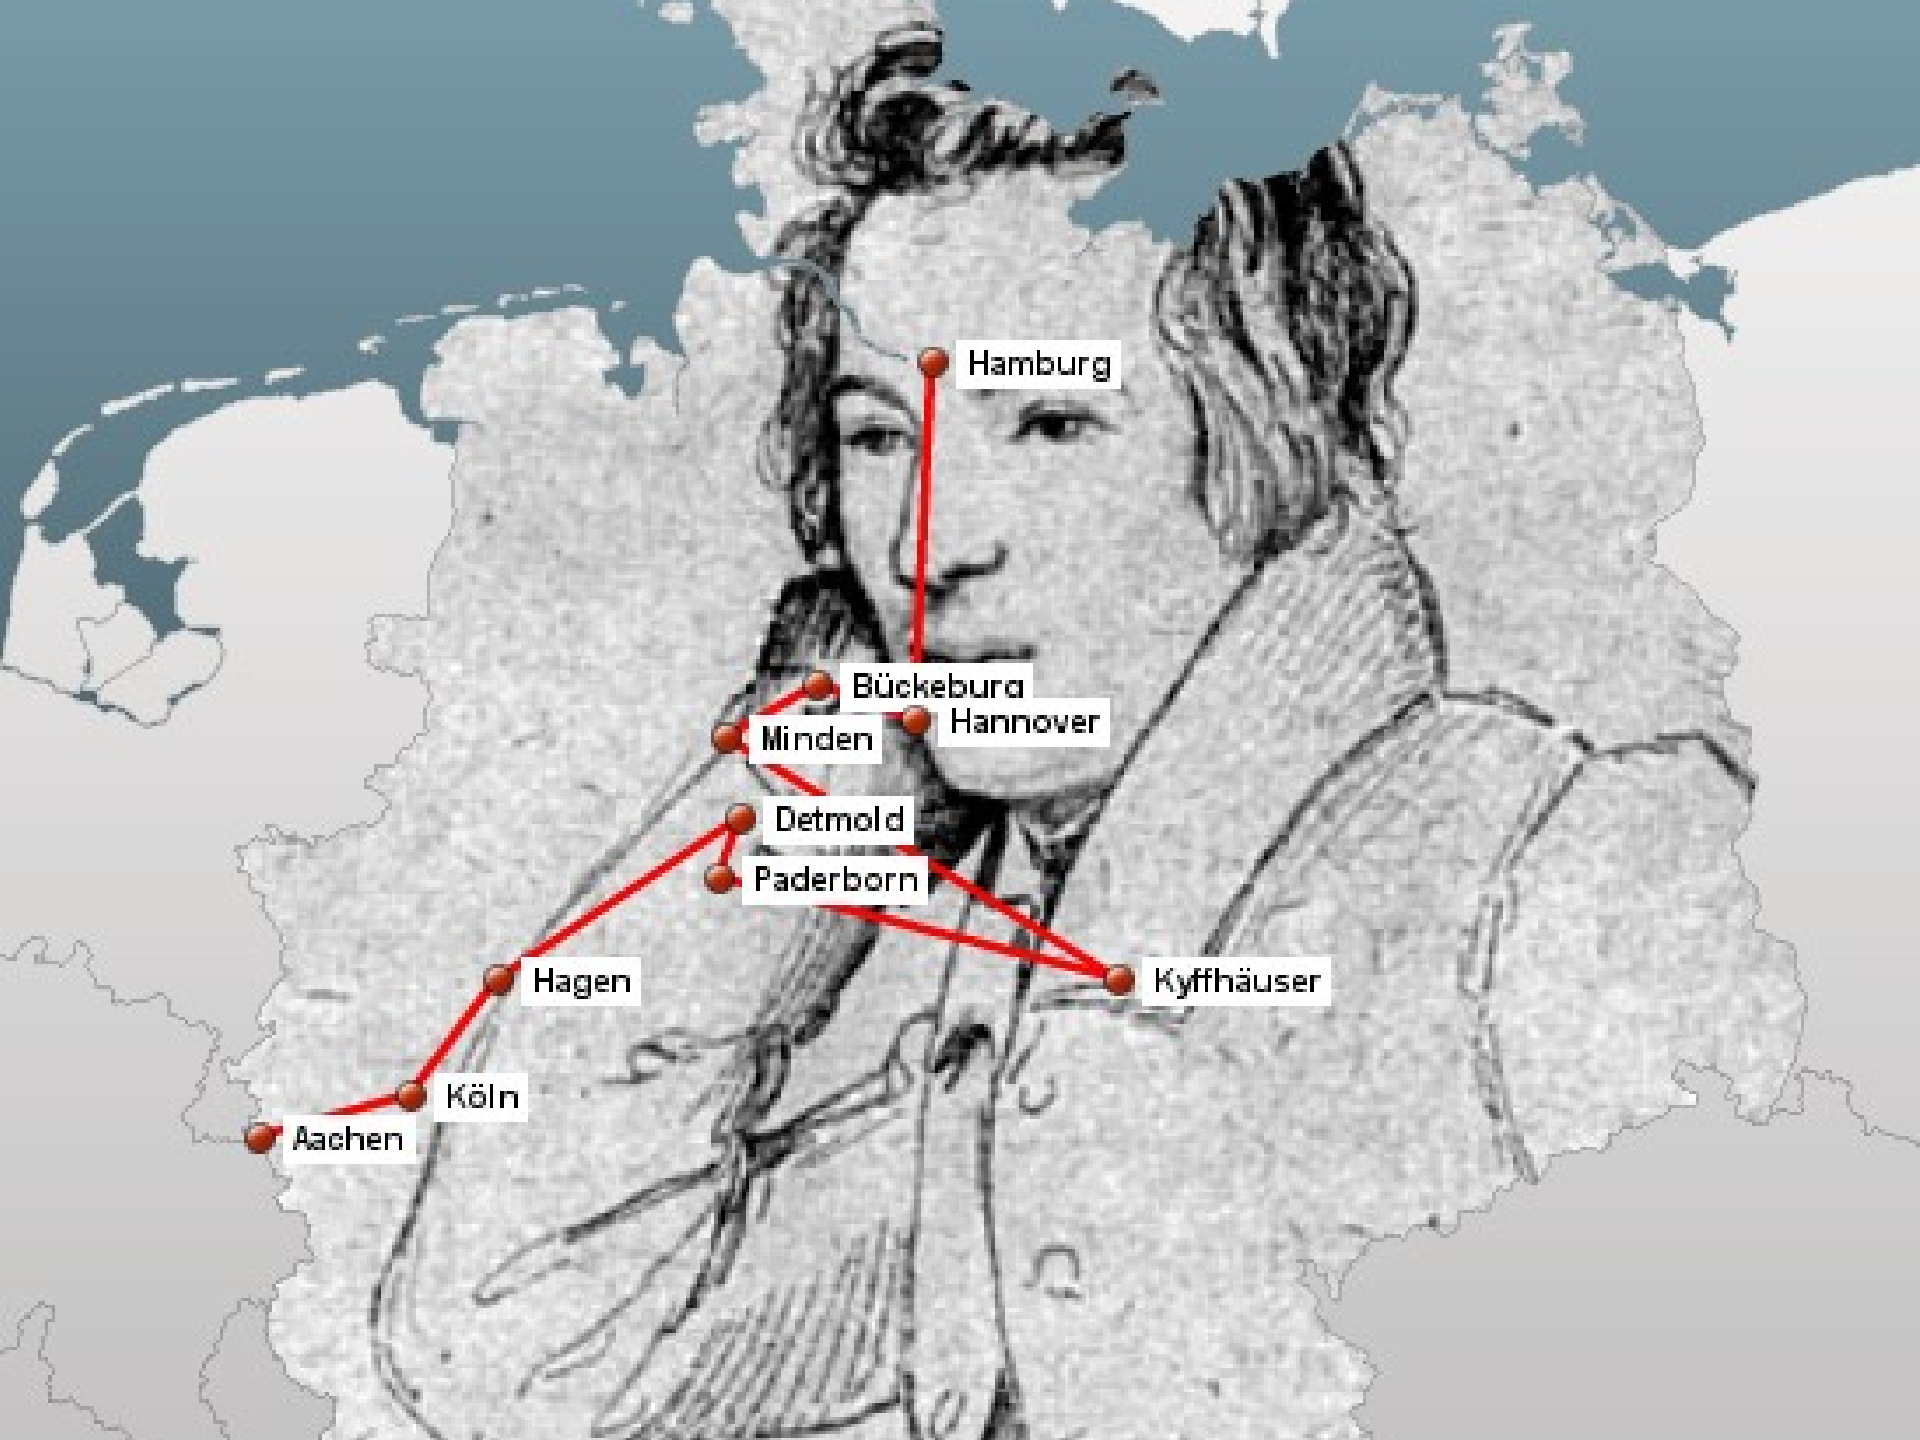 Hamburg
Bückeburg
Hannover
Minden
Detmold
Paderborn
Hagen
Kyffhäuser
Köln
Aachen